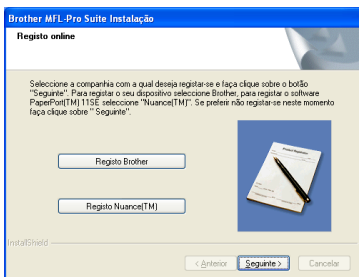 Brother MFL-Pro Suite Instalação
Registo online
Seleccione a companhia com a qual deseja registar-se e faça clique sobre o botão
"Seguinte". Para registar o seu dispositivo seleccione Brother, para registar o software
PaperPort(TM) 11SE seleccione "Nuance(TM)". Se preferir não registar-se neste momento
faça clique sobre " Seguinte".
Registo Brother
Registo Nuance(TM)
InstallShield
< Anterior
Seguinte >
Cancelar